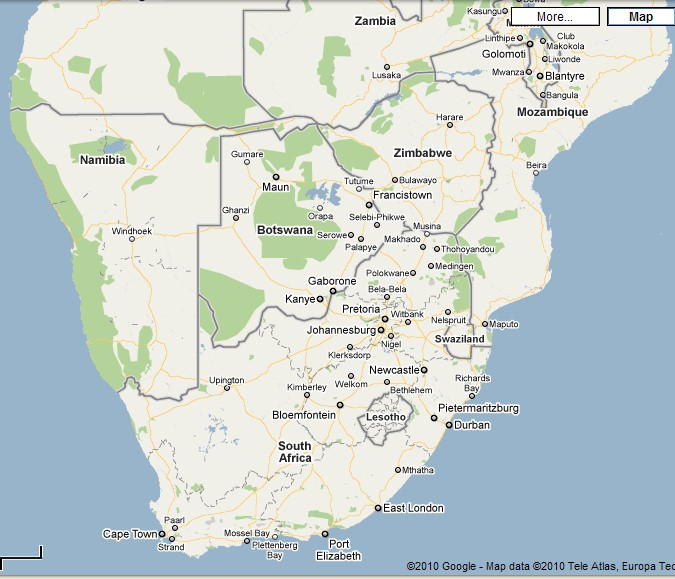 Kasungu
More...
Map
Zambia
Linthipe
Club
Makokola
Golomoti
Liwonde
Lusaka
Mwanza
Blantyre
Bangula
Mozambique
Harare
Namibia
Gumare
Zimbabwe
Beira
Maun
Tutume
Bulawayo
Francistown
Ghanzi
Orapa
Selebi-Phikwe
Botswana
Serowe
Musina
Windhoek
Palapye
Makhado
Thohoyandou
Medingen
Polokwane
Gaborone
Bela-Bela
Kanye
Pretoria
Witbank
Nelspruit
Maputo
Johannesburg
Nigel
Swaziland
Klerksdorp
Newcastle
Upington
Welkom
Richards
Bay
Kimberley
Bethlehem
Bloemfontein
Lesotho
Pietermaritzburg
Durban
South
Africa
Mthatha
East London
Paarl
Cape Town
Mossel Bay
Strand
Plettenberg
Bay
Port
Elizabeth
©2010 Google - Map data ©2010 Tele Atlas, Europa Tec